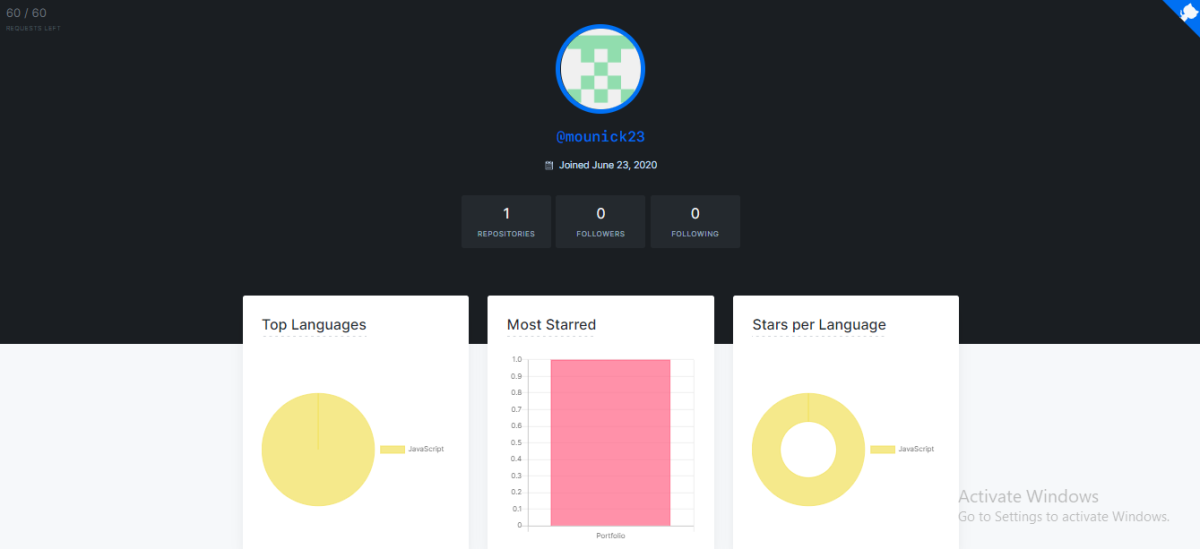 60 / 60
REQUESTS LEFT
@mounick23
Joined June 23, 2020
1
REPOSITORIES
0
FOLLOWERS
0
FOLLOWING
Top Languages
JavaScript
Most Starred
1.0
0.9
0.8
0.7
0.6
0.5
0.4
0.3
0.2
0.1
0
Portfolio
Stars per Language
JavaScript
Activate Windows
Go to Settings to activate Windows.